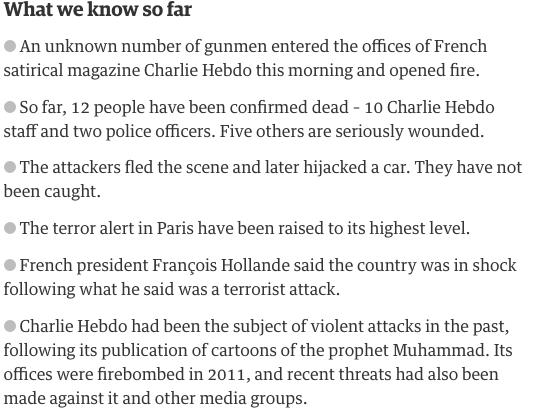 What we know so far
● An unknown number of gunmen entered the offices of French
satirical magazine Charlie Hebdo this morning and opened fire.
● So far, 12 people have been confirmed dead - 10 Charlie Hebdo
staff and two police officers. Five others are seriously wounded.
● The attackers fled the scene and later hijacked a car. They have not
been caught.
● The terror alert in Paris have been raised to its highest level.
● French president François Hollande said the country was in shock
following what he said was a terrorist attack.
● Charlie Hebdo had been the subject of violent attacks in the past,
following its publication of cartoons of the prophet Muhammad. Its
offices were firebombed in 2011, and recent threats had also been
made against it and other media groups.